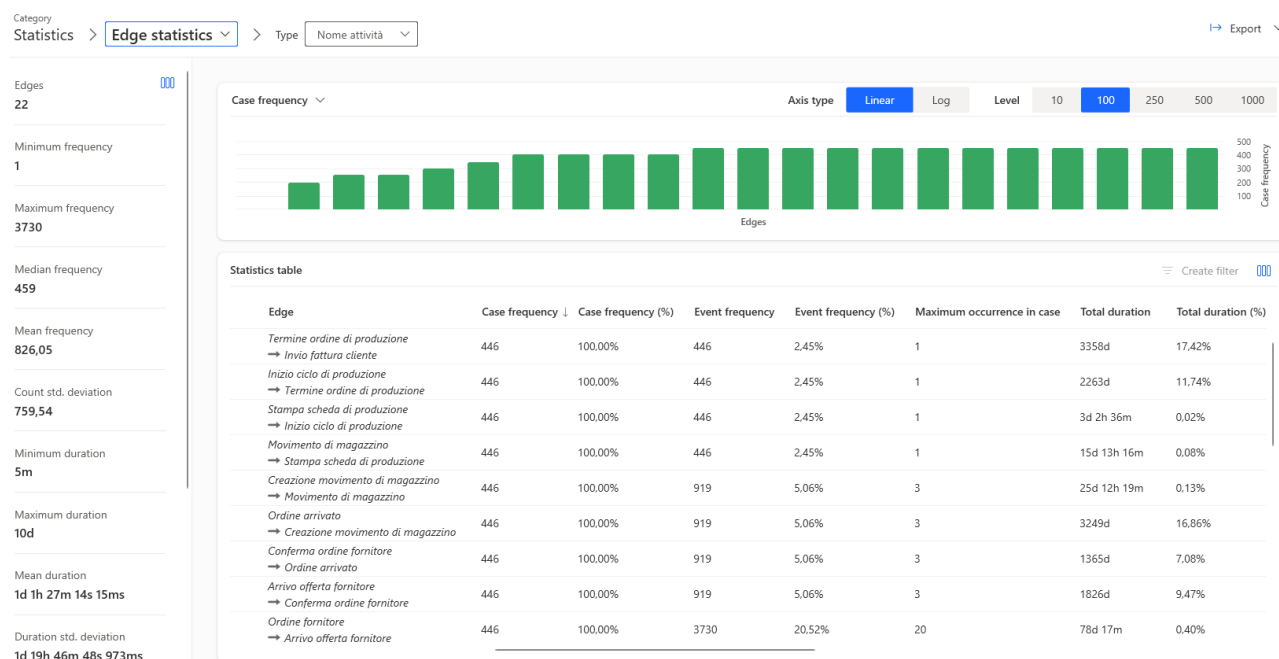 Category
Statistics > Edge statistics > Type Nome attività
Export
Edges
22
Minimum frequency
1
Maximum frequency
3730
Median frequency
459
Mean frequency
826,05
Count std. deviation
759,54
Minimum duration
5m
Maximum duration
10d
Mean duration
1d 1h 27m 14s 15ms
Duration std. deviation
1d 19h 46m 48s 973ms
Case frequency
Axis type Linear Log Level 10 100 250 500 1000
500
400
300
200
100
Case frequency
Edges
Statistics table
Create filter
Edge Case frequency ↓ Case frequency (%) Event frequency Event frequency (%) Maximum occurrence in case Total duration Total duration (%)
Termine ordine di produzione
→ Invio fattura cliente 446 100,00% 446 2,45% 1 3358d 17,42%
Inizio ciclo di produzione
→ Termine ordine di produzione 446 100,00% 446 2,45% 1 2263d 11,74%
Stampa scheda di produzione
→ Inizio ciclo di produzione 446 100,00% 446 2,45% 1 3d 2h 36m 0,02%
Movimento di magazzino
→ Stampa scheda di produzione 446 100,00% 446 2,45% 1 15d 13h 16m 0,08%
Creazione movimento di magazzino
→ Movimento di magazzino 446 100,00% 919 5,06% 3 25d 12h 19m 0,13%
Ordine arrivato
→ Creazione movimento di magazzino 446 100,00% 919 5,06% 3 3249d 16,86%
Conferma ordine fornitore
→ Ordine arrivato 446 100,00% 919 5,06% 3 1365d 7,08%
Arrivo offerta fornitore
→ Conferma ordine fornitore 446 100,00% 919 5,06% 3 1826d 9,47%
Ordine fornitore
→ Arrivo offerta fornitore 446 100,00% 3730 20,52% 20 78d 17m 0,40%